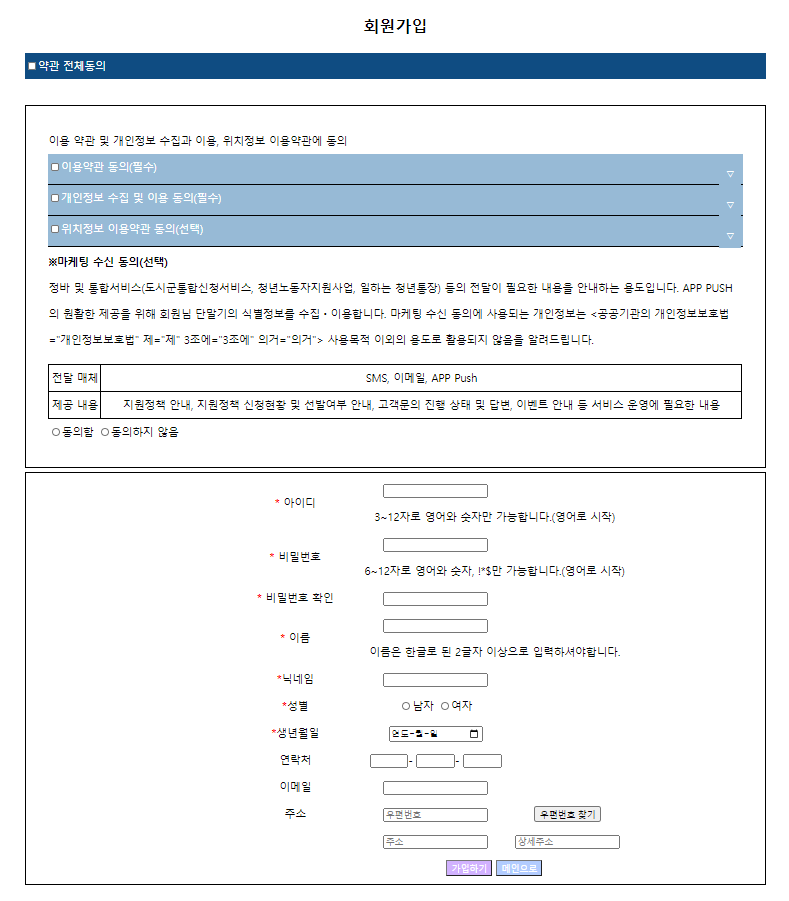 회원가입
약관 전체동의
이용 약관 및 개인정보 수집과 이용, 위치정보 이용약관에 동의
이용약관 동의(필수)
▽
개인정보 수집 및 이용 동의(필수)
▽
위치정보 이용약관 동의(선택)
▽
※마케팅 수신 동의(선택)
정바 및 통합서비스(도시군통합신청서비스, 청년노동자지원사업, 일하는 청년통장) 등의 전달이 필요한 내용을 안내하는 용도입니다. APP PUSH
의 원활한 제공을 위해 회원님 단말기의 식별정보를 수집・이용합니다. 마케팅 수신 동의에 사용되는 개인정보는 <공공기관의 개인정보보호법
="개인정보보호법" 제="제" 3조에="3조에" 의거="의거"> 사용목적 이외의 용도로 활용되지 않음을 알려드립니다.
전달 매체 SMS, 이메일, APP Push
제공 내용 지원정책 안내, 지원정책 신청현황 및 선발여부 안내, 고객문의 진행 상태 및 답변, 이벤트 안내 등 서비스 운영에 필요한 내용
동의함 동의하지 않음
* 아이디
3~12자로 영어와 숫자만 가능합니다.(영어로 시작)
* 비밀번호
6~12자로 영어와 숫자, !*$만 가능합니다.(영어로 시작)
* 비밀번호 확인
* 이름
이름은 한글로 된 2글자 이상으로 입력하셔야합니다.
*닉네임
*성별 남자 여자
*생년월일 연도-월-일
연락처 - -
이메일
주소 우편번호 우편번호 찾기
주소 상세주소
가입하기 메인으로